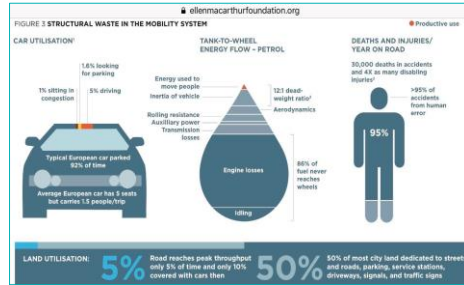 ellenmacarthurfoundation.org
FIGURE 3 STRUCTURAL WASTE IN THE MOBILITY SYSTEM
Productive use
CAR UTILISATION¹
1.6% looking
for parking
1% sitting in
congestion
5% driving
Typical European car parked
92% of time
Average European car has 5 seats
but carries 1.5 people/trip
TANK-TO-WHEEL
ENERGY FLOW – PETROL
Energy used to
move people
Inertia of vehicle
Rolling resistance
Auxiliary power
Transmission
losses
12:1 dead-
weight ratio²
Aerodynamics
Engine losses
86% of
fuel never
reaches
wheels
Idling
DEATHS AND INJURIES/
YEAR ON ROAD
30,000 deaths in accidents
and 4X as many disabling
injuries³
>95% of
accidents
from human
error
95%
LAND UTILISATION:
5%
Road reaches peak throughput
only 5% of time and only 10%
covered with cars then
50%
50% of most city land dedicated to streets
and roads, parking, service stations,
driveways, signals, and traffic signs